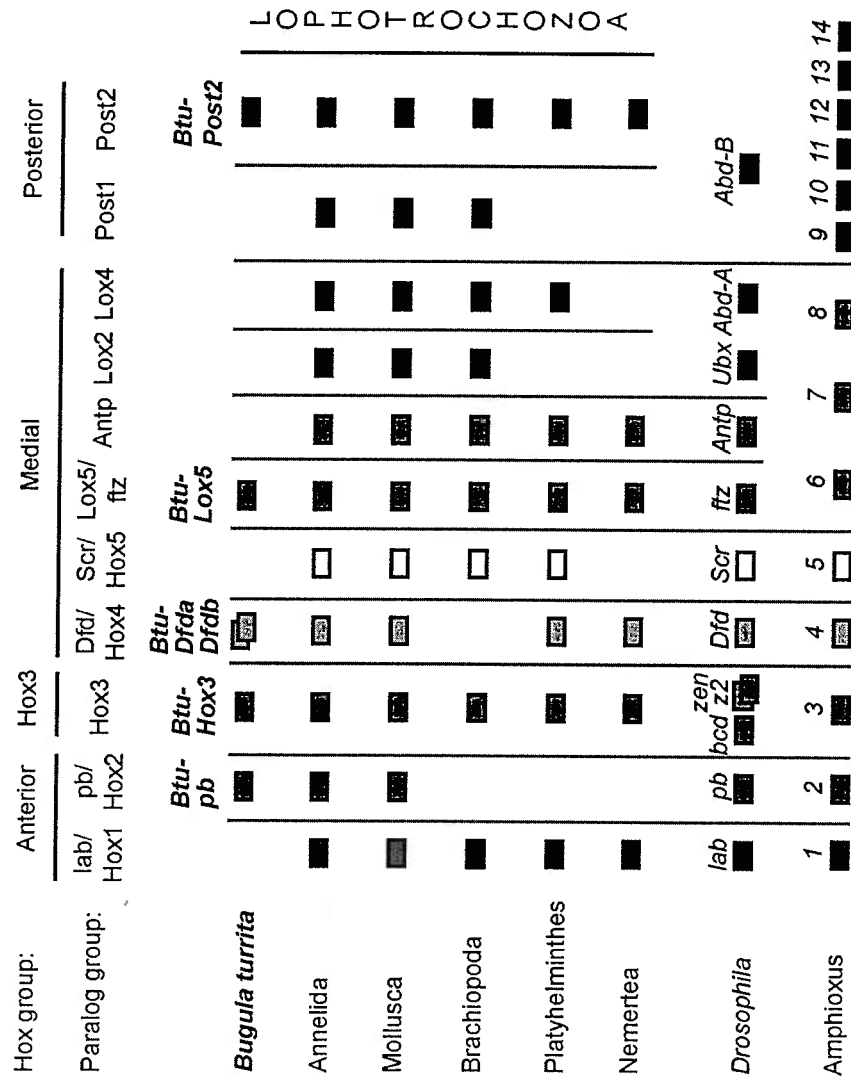 Hox group: Anterior Hox3 Medial Posterior
Paralog group: lab/ pb/ Hox3 Dfd/ Scr/ Lox5/ Antp Lox2 Lox4 Post1 Post2
Hox1 Hox2 Hox4 Hox5 ftz
Btu- Btu- Btu- Btu- Btu-
pb Hox3 Dfda Lox5 Post2
Dfdb
Bugula turrita
Annelida
Mollusca
Brachiopoda
Platyhelminthes
Nemertea
LOPHOTROCHOZOA
zen
Drosophila lab pb bcd z2 Dfd Scr ftz Antp Ubx Abd-A Abd-B
Amphioxus 1 2 3 4 5 6 7 8 9 10 11 12 13 14